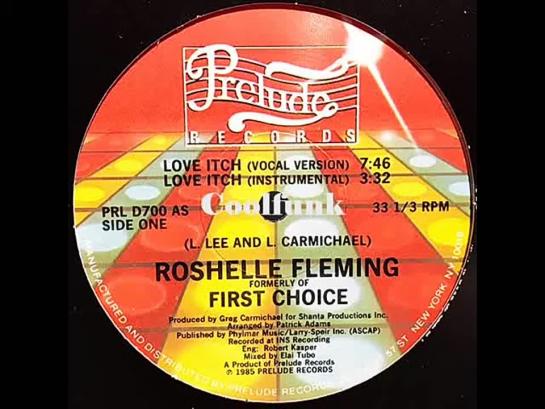 Prelude
RECORDS
LOVE ITCH (VOCAL VERSION) 7:46
LOVE ITCH (INSTRUMENTAL) 3:32
PRL D700 AS
SIDE ONE
Coolfunk
33 1/3 RPM
(L. LEE AND L. CARMICHAEL)
ROSHELLE FLEMING
FORMERLY OF
FIRST CHOICE
Produced by Greg Carmichael for Shanta Productions Inc.
Arranged by Patrick Adams
Published by Phylmar Music/Larry-Speir Inc. (ASCAP)
Recorded at INS Recording
Eng: Robert Kasper
Mixed by Elai Tubo
A Product of Prelude Records
℗ 1985 PRELUDE RECORDS
MANUFACTURED AND DISTRIBUTED BY PRELUDE RECORDS 57 ST NEW YORK NY 10019